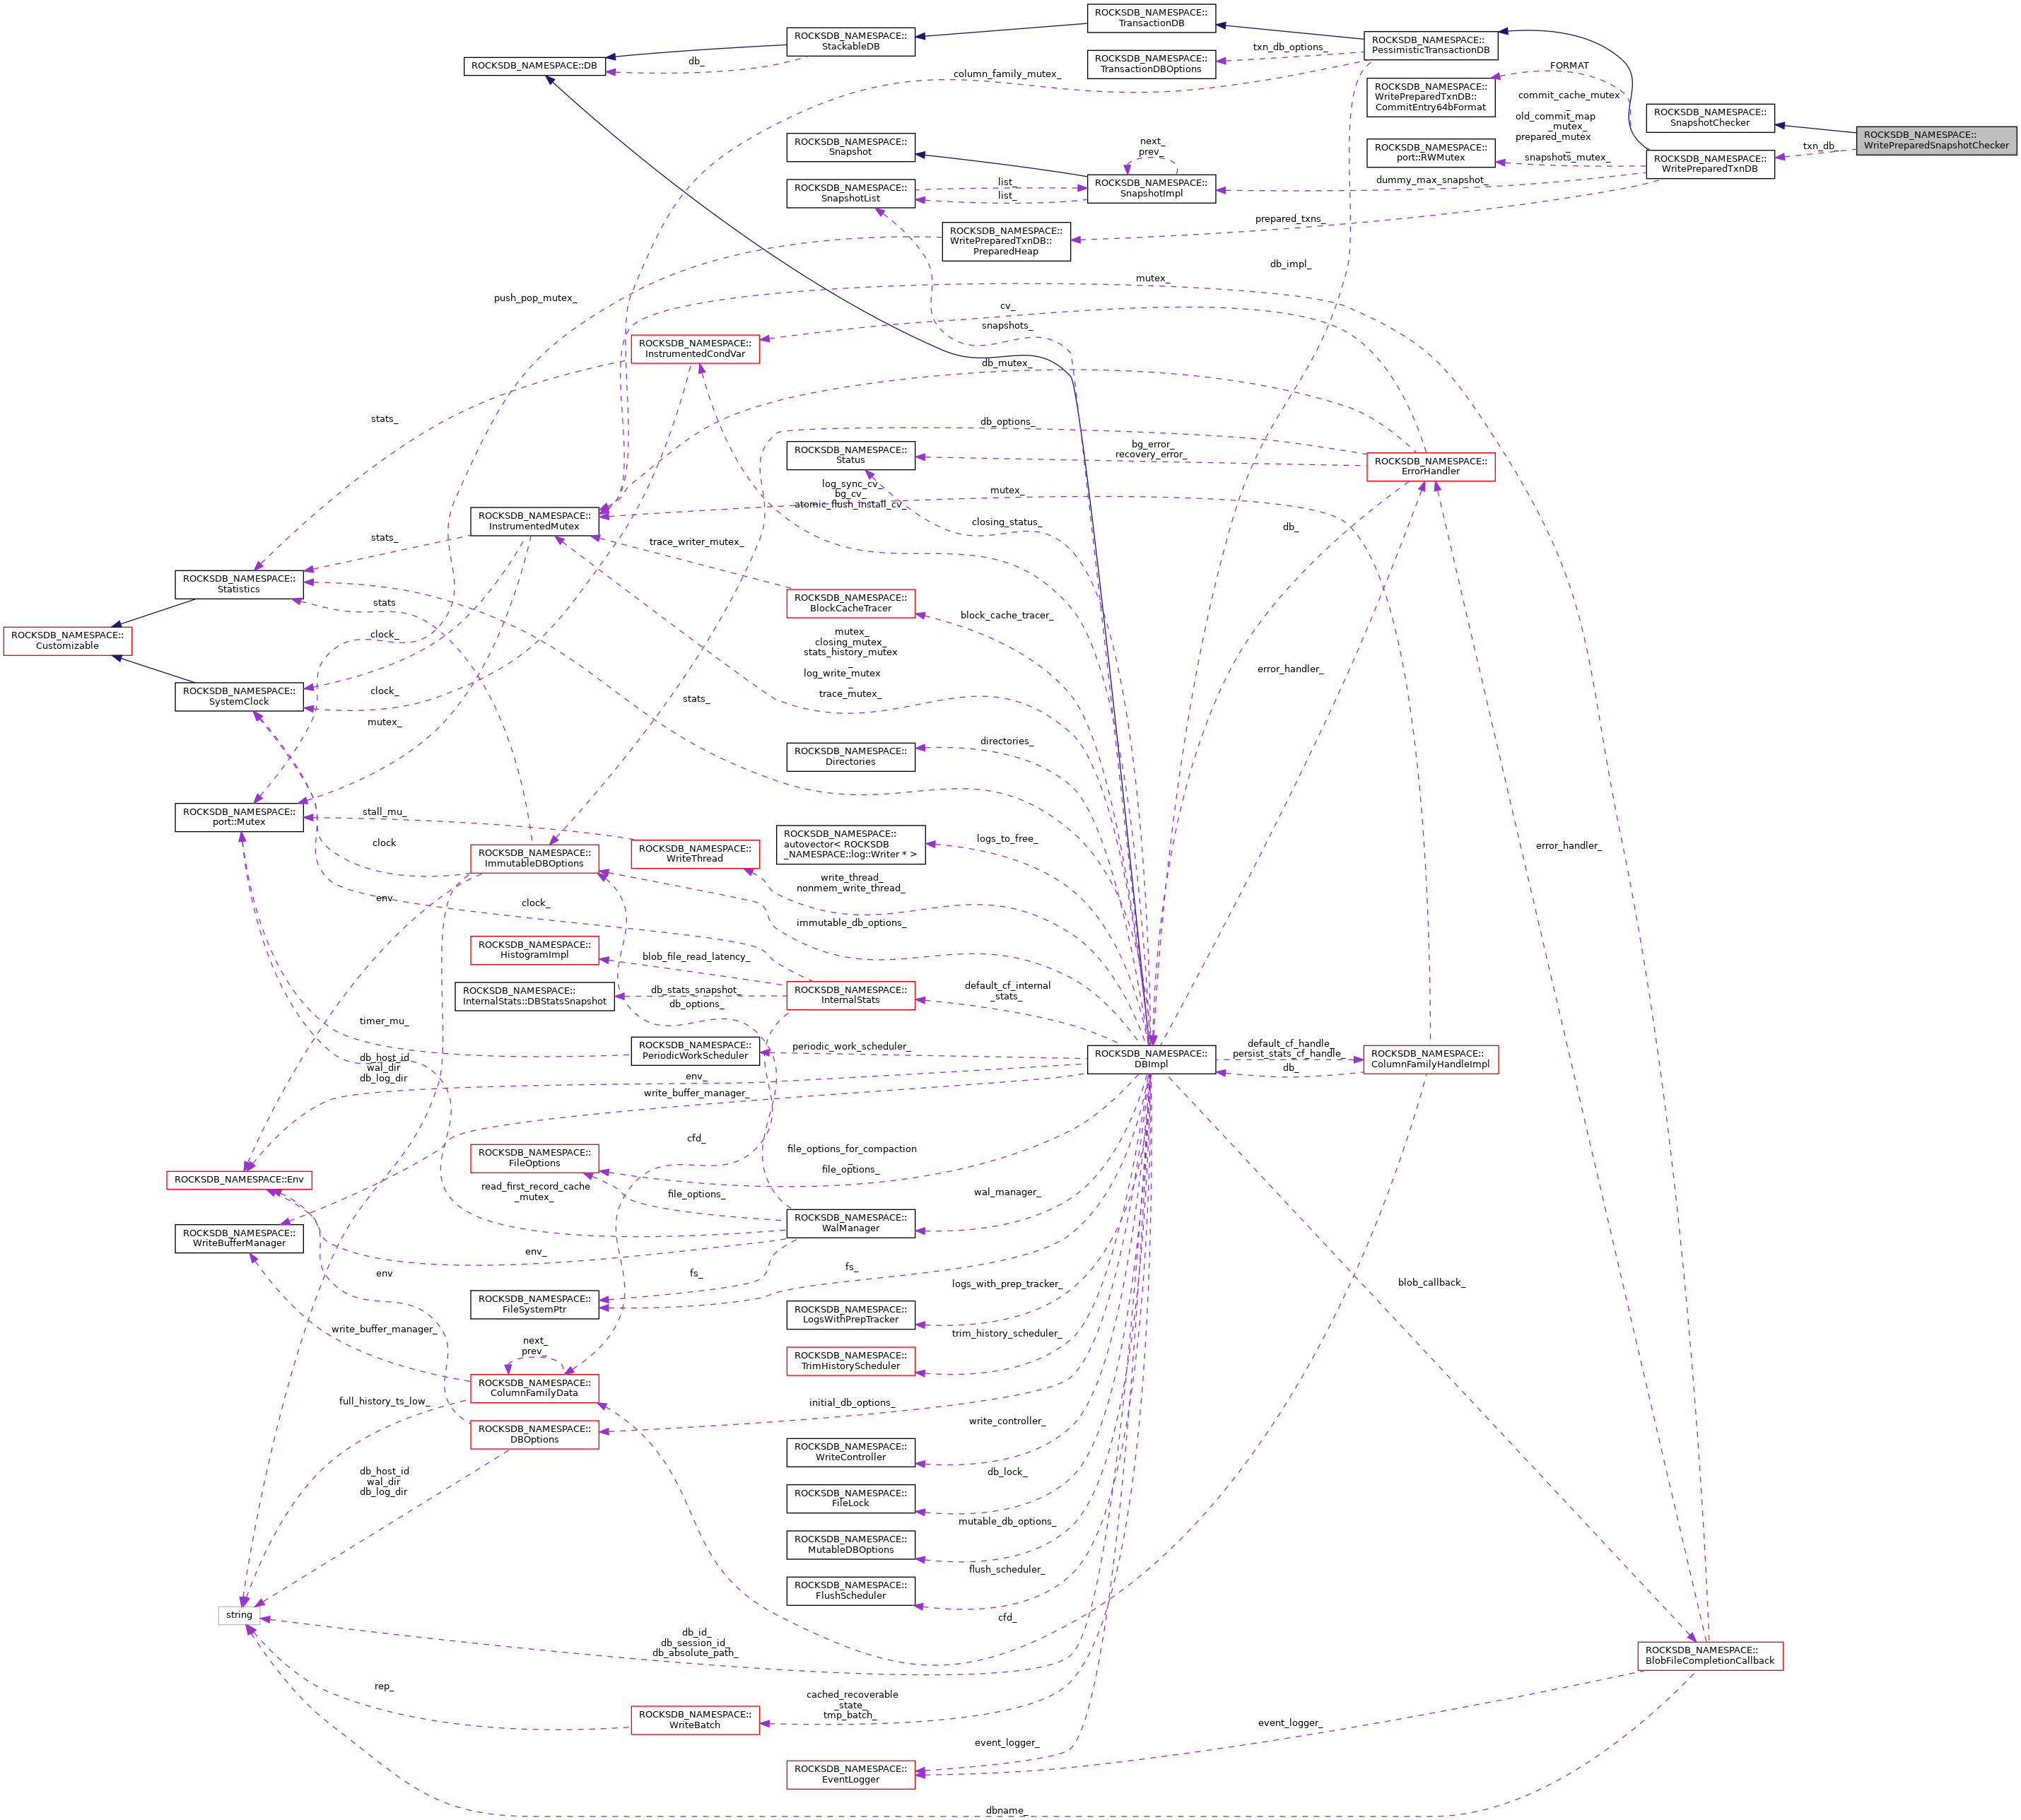 ROCKSDB_NAMESPACE::
TransactionDB
ROCKSDB_NAMESPACE::
StackableDB
ROCKSDB_NAMESPACE::
PessimisticTransactionDB
txn_db_options_
ROCKSDB_NAMESPACE::DB
db_
ROCKSDB_NAMESPACE::
TransactionDBOptions
column_family_mutex_
FORMAT
ROCKSDB_NAMESPACE::
WritePreparedTxnDB::
CommitEntry64bFormat
commit_cache_mutex
_
old_commit_map
_mutex_
prepared_mutex
_
snapshots_mutex_
ROCKSDB_NAMESPACE::
SnapshotChecker
ROCKSDB_NAMESPACE::
WritePreparedSnapshotChecker
txn_db_
ROCKSDB_NAMESPACE::
Snapshot
next_
prev_
ROCKSDB_NAMESPACE::
port::RWMutex
ROCKSDB_NAMESPACE::
WritePreparedTxnDB
ROCKSDB_NAMESPACE::
SnapshotList
list_
list_
ROCKSDB_NAMESPACE::
SnapshotImpl
dummy_max_snapshot_
prepared_txns_
ROCKSDB_NAMESPACE::
WritePreparedTxnDB::
PreparedHeap
db_impl_
mutex_
push_pop_mutex_
cv_
snapshots_
ROCKSDB_NAMESPACE::
InstrumentedCondVar
db_mutex_
stats_
db_options_
ROCKSDB_NAMESPACE::
Status
bg_error_
recovery_error_
ROCKSDB_NAMESPACE::
ErrorHandler
log_sync_cv_
bg_cv_
atomic_flush_install_cv_
mutex_
ROCKSDB_NAMESPACE::
InstrumentedMutex
closing_status_
db_
stats_
trace_writer_mutex_
ROCKSDB_NAMESPACE::
Statistics
stats
ROCKSDB_NAMESPACE::
BlockCacheTracer
block_cache_tracer_
ROCKSDB_NAMESPACE::
Customizable
clock_
mutex_
closing_mutex_
stats_history_mutex
_
log_write_mutex
_
trace_mutex_
error_handler_
ROCKSDB_NAMESPACE::
SystemClock
clock_
stats_
mutex_
ROCKSDB_NAMESPACE::
Directories
directories_
ROCKSDB_NAMESPACE::
port::Mutex
stall_mu_
clock
ROCKSDB_NAMESPACE::
ImmutableDBOptions
ROCKSDB_NAMESPACE::
WriteThread
ROCKSDB_NAMESPACE::
autovector< ROCKSDB
_NAMESPACE::log::Writer * >
logs_to_free_
error_handler_
write_thread_
nonmem_write_thread_
env
clock_
immutable_db_options_
ROCKSDB_NAMESPACE::
HistogramImpl
blob_file_read_latency_
ROCKSDB_NAMESPACE::
InternalStats::DBStatsSnapshot
db_stats_snapshot_
db_options_
ROCKSDB_NAMESPACE::
InternalStats
default_cf_internal
_stats_
timer_mu_
ROCKSDB_NAMESPACE::
PeriodicWorkScheduler
periodic_work_scheduler_
ROCKSDB_NAMESPACE::
DBImpl
default_cf_handle_
persist_stats_cf_handle_
db_
ROCKSDB_NAMESPACE::
ColumnFamilyHandleImpl
db_host_id
wal_dir
db_log_dir
env_
write_buffer_manager_
cfd_
ROCKSDB_NAMESPACE::
FileOptions
file_options_for_compaction
_
file_options_
ROCKSDB_NAMESPACE::Env
read_first_record_cache
_mutex_
file_options_
wal_manager_
ROCKSDB_NAMESPACE::
WalManager
ROCKSDB_NAMESPACE::
WriteBufferManager
env_
env
fs_
fs_
blob_callback_
ROCKSDB_NAMESPACE::
FileSystemPtr
logs_with_prep_tracker_
ROCKSDB_NAMESPACE::
LogsWithPrepTracker
write_buffer_manager_
next_
prev_
trim_history_scheduler_
ROCKSDB_NAMESPACE::
TrimHistoryScheduler
ROCKSDB_NAMESPACE::
ColumnFamilyData
full_history_ts_low_
initial_db_options_
ROCKSDB_NAMESPACE::
DBOptions
write_controller_
ROCKSDB_NAMESPACE::
WriteController
db_host_id
wal_dir
db_log_dir
db_lock_
ROCKSDB_NAMESPACE::
FileLock
mutable_db_options_
ROCKSDB_NAMESPACE::
MutableDBOptions
flush_scheduler_
ROCKSDB_NAMESPACE::
FlushScheduler
string
cfd_
db_id_
db_session_id_
db_absolute_path_
ROCKSDB_NAMESPACE::
BlobFileCompletionCallback
rep_
ROCKSDB_NAMESPACE::
WriteBatch
cached_recoverable
_state_
tmp_batch_
event_logger_
event_logger_
ROCKSDB_NAMESPACE::
EventLogger
dbname_